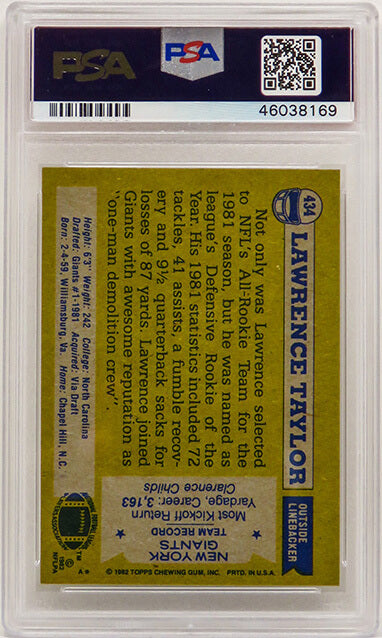 PSA
PSA
46038169
434
LAWRENCE TAYLOR
OUTSIDE
LINEBACKER
Not only was Lawrence selected
to NFL's All-Rookie Team for the
1981 season, but he was named as
league's Defensive Rookie of the
Year. His 1981 statistics included 72
tackles, 41 assists, a fumble recov-
ery and 9½ quarterback sacks for
losses of 87 yards. Lawrence joined
Giants with awesome reputation as
"one-man demolition crew".
Height: 6'3" Weight: 242 College: North Carolina
Drafted: Giants #1-1981 Acquired: Via Draft
Born: 2-4-59, Williamsburg, Va. Home: Chapel Hill, N.C.
NEW YORK
GIANTS
TEAM RECORD
Most Kickoff Return
Yardage, Career: 3,163
Clarence Childs
© 1982 TOPPS CHEWING GUM, INC. PRTD. IN U.S.A.
TM
© 1982
NFLPA
A*